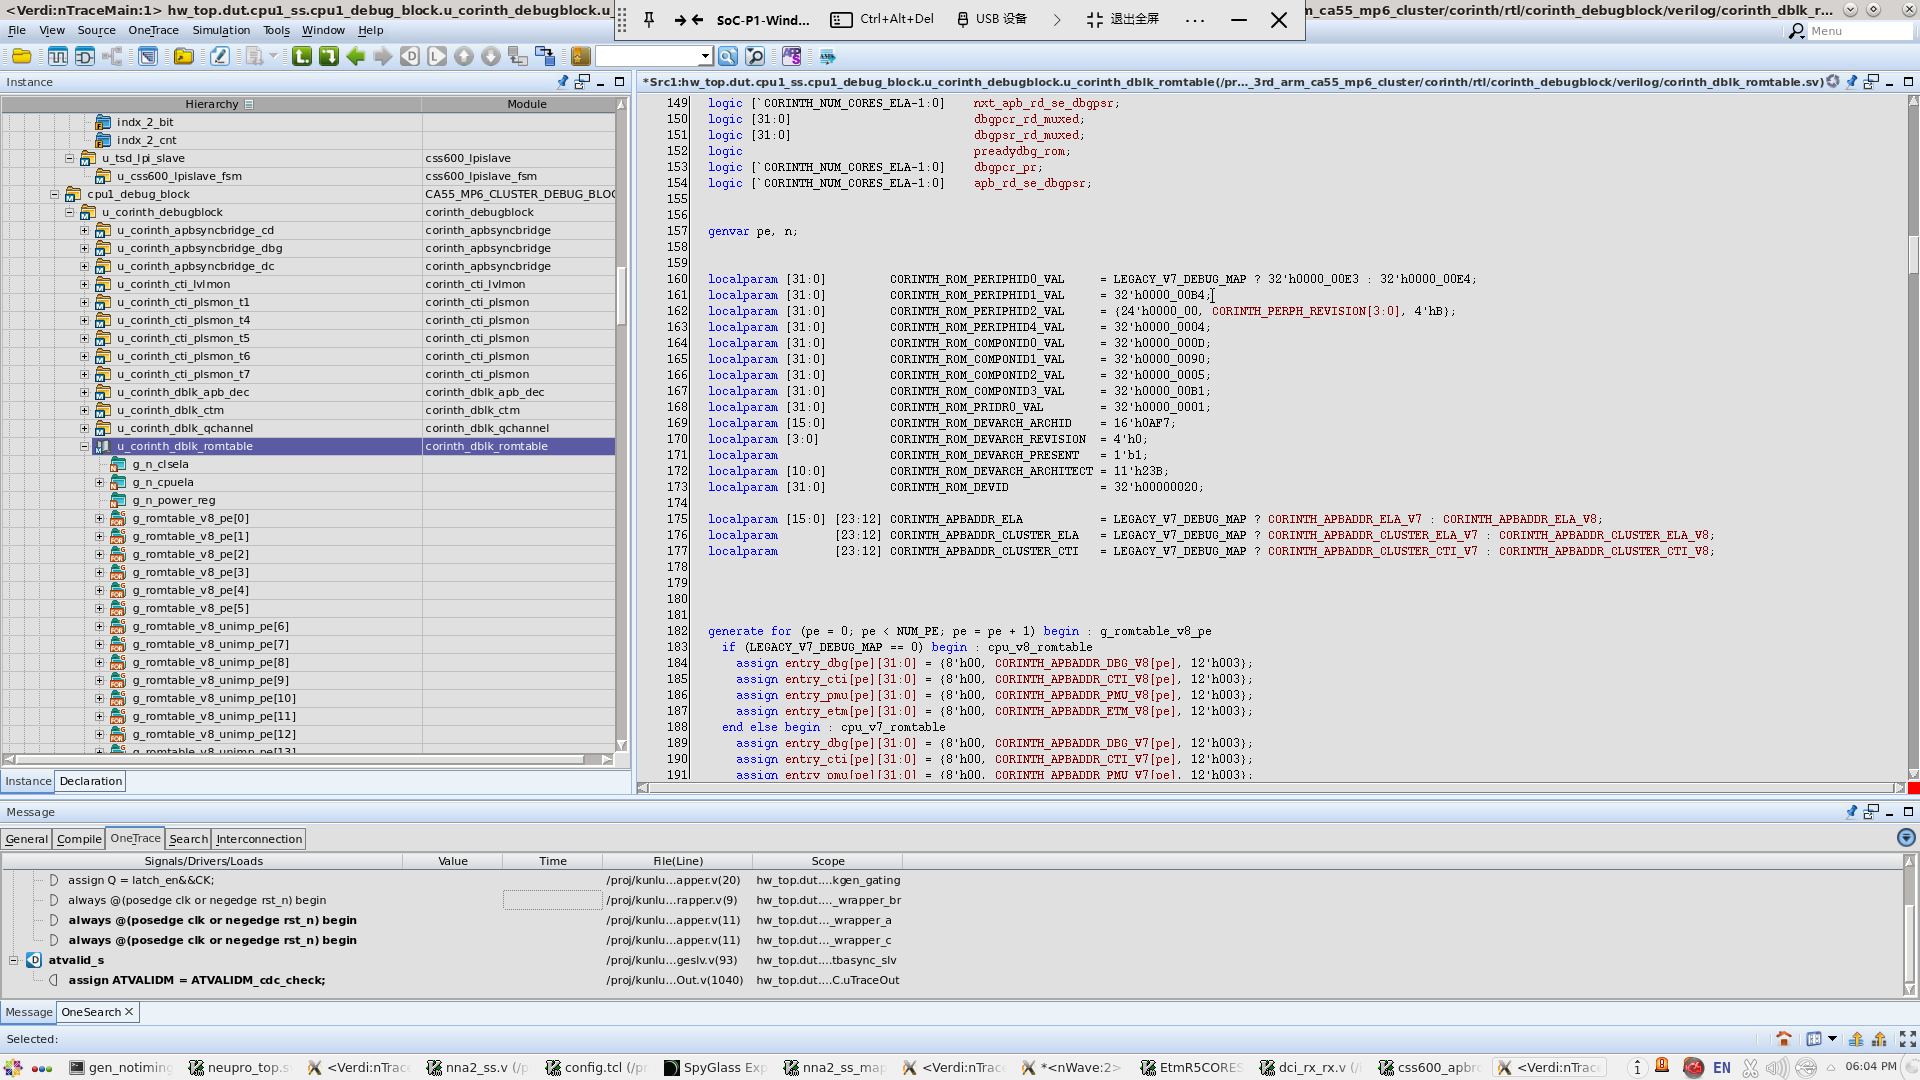 <Verdi:nTraceMain:1> hw_top.dut.cpu1_ss.cpu1_debug_block.u_corinth_debugblock.u_
SoC-P1-Wind...
Ctrl+Alt+Del
USB 设备
退出全屏
m_ca55_mp6_cluster/corinth/rtl/corinth_debugblock/verilog/corinth_dblk_r...
File View Source OneTrace Simulation Tools Window Help
Menu
Instance
*Src1:hw_top.dut.cpu1_ss.cpu1_debug_block.u_corinth_debugblock.u_corinth_dblk_romtable(/pr..._3rd_arm_ca55_mp6_cluster/corinth/rtl/corinth_debugblock/verilog/corinth_dblk_romtable.sv)
Hierarchy Module
indx_2_bit
indx_2_cnt
u_tsd_lpi_slave css600_lpislave
u_css600_lpislave_fsm css600_lpislave_fsm
cpu1_debug_block CA55_MP6_CLUSTER_DEBUG_BLOC
u_corinth_debugblock corinth_debugblock
u_corinth_apbsyncbridge_cd corinth_apbsyncbridge
u_corinth_apbsyncbridge_dbg corinth_apbsyncbridge
u_corinth_apbsyncbridge_dc corinth_apbsyncbridge
u_corinth_cti_lvlmon corinth_cti_lvlmon
u_corinth_cti_plsmon_t1 corinth_cti_plsmon
u_corinth_cti_plsmon_t4 corinth_cti_plsmon
u_corinth_cti_plsmon_t5 corinth_cti_plsmon
u_corinth_cti_plsmon_t6 corinth_cti_plsmon
u_corinth_cti_plsmon_t7 corinth_cti_plsmon
u_corinth_dblk_apb_dec corinth_dblk_apb_dec
u_corinth_dblk_ctm corinth_dblk_ctm
u_corinth_dblk_qchannel corinth_dblk_qchannel
u_corinth_dblk_romtable corinth_dblk_romtable
g_n_clsela
g_n_cpuela
g_n_power_reg
g_romtable_v8_pe[0]
g_romtable_v8_pe[1]
g_romtable_v8_pe[2]
g_romtable_v8_pe[3]
g_romtable_v8_pe[4]
g_romtable_v8_pe[5]
g_romtable_v8_unimp_pe[6]
g_romtable_v8_unimp_pe[7]
g_romtable_v8_unimp_pe[8]
g_romtable_v8_unimp_pe[9]
g_romtable_v8_unimp_pe[10]
g_romtable_v8_unimp_pe[11]
g_romtable_v8_unimp_pe[12]
g_romtable_v8_unimp_pe[13]
Instance Declaration
149 logic [`CORINTH_NUM_CORES_ELA-1:0] nxt_apb_rd_se_dbgpsr;
150 logic [31:0] dbgpcr_rd_muxed;
151 logic [31:0] dbgpsr_rd_muxed;
152 logic preadydbg_rom;
153 logic [`CORINTH_NUM_CORES_ELA-1:0] dbgpcr_pr;
154 logic [`CORINTH_NUM_CORES_ELA-1:0] apb_rd_se_dbgpsr;
155
156
157 genvar pe, n;
158
159
160 localparam [31:0] CORINTH_ROM_PERIPHID0_VAL = LEGACY_V7_DEBUG_MAP ? 32'h0000_00E3 : 32'h0000_00E4;
161 localparam [31:0] CORINTH_ROM_PERIPHID1_VAL = 32'h0000_00B4;
162 localparam [31:0] CORINTH_ROM_PERIPHID2_VAL = {24'h0000_00, CORINTH_PERPH_REVISION[3:0], 4'hB};
163 localparam [31:0] CORINTH_ROM_PERIPHID4_VAL = 32'h0000_0004;
164 localparam [31:0] CORINTH_ROM_COMPONID0_VAL = 32'h0000_000D;
165 localparam [31:0] CORINTH_ROM_COMPONID1_VAL = 32'h0000_0090;
166 localparam [31:0] CORINTH_ROM_COMPONID2_VAL = 32'h0000_0005;
167 localparam [31:0] CORINTH_ROM_COMPONID3_VAL = 32'h0000_00B1;
168 localparam [31:0] CORINTH_ROM_PRIDR0_VAL = 32'h0000_0001;
169 localparam [15:0] CORINTH_ROM_DEVARCH_ARCHID = 16'h0AF7;
170 localparam [3:0] CORINTH_ROM_DEVARCH_REVISION = 4'h0;
171 localparam CORINTH_ROM_DEVARCH_PRESENT = 1'b1;
172 localparam [10:0] CORINTH_ROM_DEVARCH_ARCHITECT = 11'h23B;
173 localparam [31:0] CORINTH_ROM_DEVID = 32'h00000020;
174
175 localparam [15:0] [23:12] CORINTH_APBADDR_ELA = LEGACY_V7_DEBUG_MAP ? CORINTH_APBADDR_ELA_V7 : CORINTH_APBADDR_ELA_V8;
176 localparam [23:12] CORINTH_APBADDR_CLUSTER_ELA = LEGACY_V7_DEBUG_MAP ? CORINTH_APBADDR_CLUSTER_ELA_V7 : CORINTH_APBADDR_CLUSTER_ELA_V8;
177 localparam [23:12] CORINTH_APBADDR_CLUSTER_CTI = LEGACY_V7_DEBUG_MAP ? CORINTH_APBADDR_CLUSTER_CTI_V7 : CORINTH_APBADDR_CLUSTER_CTI_V8;
178
179
180
181
182 generate for (pe = 0; pe < NUM_PE; pe = pe + 1) begin : g_romtable_v8_pe
183 if (LEGACY_V7_DEBUG_MAP == 0) begin : cpu_v8_romtable
184 assign entry_dbg[pe][31:0] = {8'h00, CORINTH_APBADDR_DBG_V8[pe], 12'h003};
185 assign entry_cti[pe][31:0] = {8'h00, CORINTH_APBADDR_CTI_V8[pe], 12'h003};
186 assign entry_pmu[pe][31:0] = {8'h00, CORINTH_APBADDR_PMU_V8[pe], 12'h003};
187 assign entry_etm[pe][31:0] = {8'h00, CORINTH_APBADDR_ETM_V8[pe], 12'h003};
188 end else begin : cpu_v7_romtable
189 assign entry_dbg[pe][31:0] = {8'h00, CORINTH_APBADDR_DBG_V7[pe], 12'h003};
190 assign entry_cti[pe][31:0] = {8'h00, CORINTH_APBADDR_CTI_V7[pe], 12'h003};
191 assign entry_pmu[pe][31:0] = {8'h00, CORINTH_APBADDR_PMU_V7[pe], 12'h003};
Message
General Compile OneTrace Search Interconnection
Signals/Drivers/Loads Value Time File(Line) Scope
assign Q = latch_en&&CK; /proj/kunlu...apper.v(20) hw_top.dut....kgen_gating
always @(posedge clk or negedge rst_n) begin /proj/kunlu...rapper.v(9) hw_top.dut...._wrapper_br
always @(posedge clk or negedge rst_n) begin /proj/kunlu...apper.v(11) hw_top.dut...._wrapper_a
always @(posedge clk or negedge rst_n) begin /proj/kunlu...apper.v(11) hw_top.dut...._wrapper_c
atvalid_s /proj/kunlu...geslv.v(93) hw_top.dut....tbasync_slv
assign ATVALIDM = ATVALIDM_cdc_check; /proj/kunlu...Out.v(1040) hw_top.dut....C.uTraceOut
Message OneSearch
Selected:
gen_notiming
neupro_top.s
<Verdi:nTrac
nna2_ss.v (/p
config.tcl (/pr
SpyGlass Exp
nna2_ss_map
<Verdi:nTrac
*<nWave:2>
EtmR5CORES
dci_rx_rx.v (/
css600_apbro
<Verdi:nTrac
EN
06:04 PM